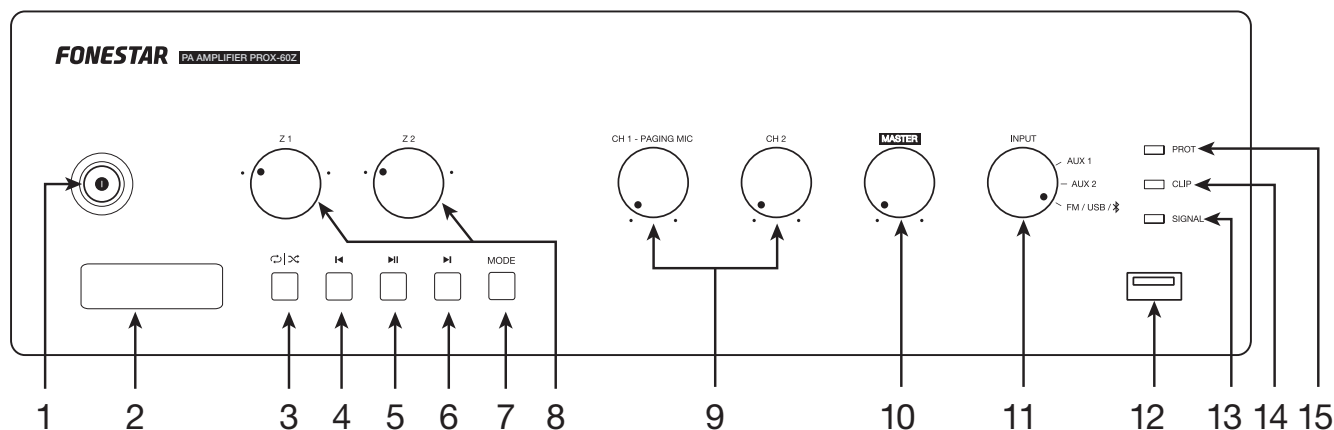 FONESTAR PA AMPLIFIER PROX-60Z
Z 1
Z 2
CH 1 - PAGING MIC
CH 2
MASTER
INPUT
AUX 1
AUX 2
FM / USB /
PROT
CLIP
SIGNAL
MODE
1 2 3 4 5 6 7 8 9 10 11 12 13 14 15